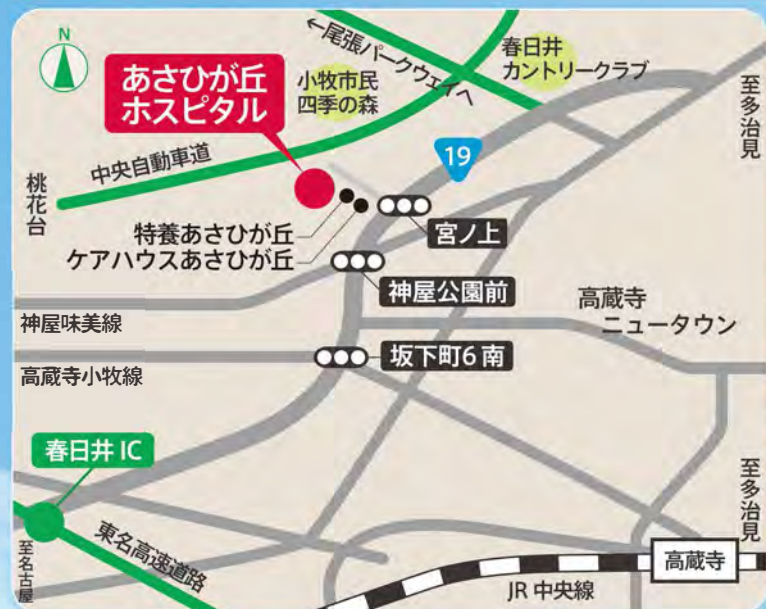 N
あさひが丘
ホスピタル
←尾張パークウェイへ
小牧市民
四季の森
春日井
カントリークラブ
至多治見
中央自動車道
19
桃花台
特養あさひが丘
ケアハウスあさひが丘
宮ノ上
神屋公園前
高蔵寺
ニュータウン
神屋味美線
坂下町6南
高蔵寺小牧線
春日井 IC
至多治見
東名高速道路
至名古屋
高蔵寺
JR 中央線